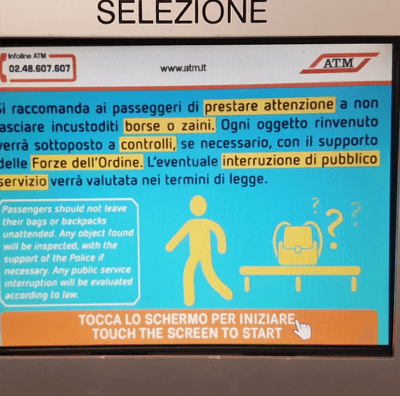 SELEZIONE
Infoline ATM
02.48.607.607
www.atm.it
ATM
Si raccomanda ai passeggeri di prestare attenzione a non
lasciare incustoditi borse o zaini. Ogni oggetto rinvenuto
verrà sottoposto a controlli, se necessario, con il supporto
delle Forze dell'Ordine. L'eventuale interruzione di pubblico
servizio verrà valutata nei termini di legge.
Passengers should not leave
their bags or backpacks
unattended. Any object found
will be inspected, with the
support of the Police if
necessary. Any public service
interruption will be evaluated
according to law.
? ? ?
TOCCA LO SCHERMO PER INIZIARE
TOUCH THE SCREEN TO START